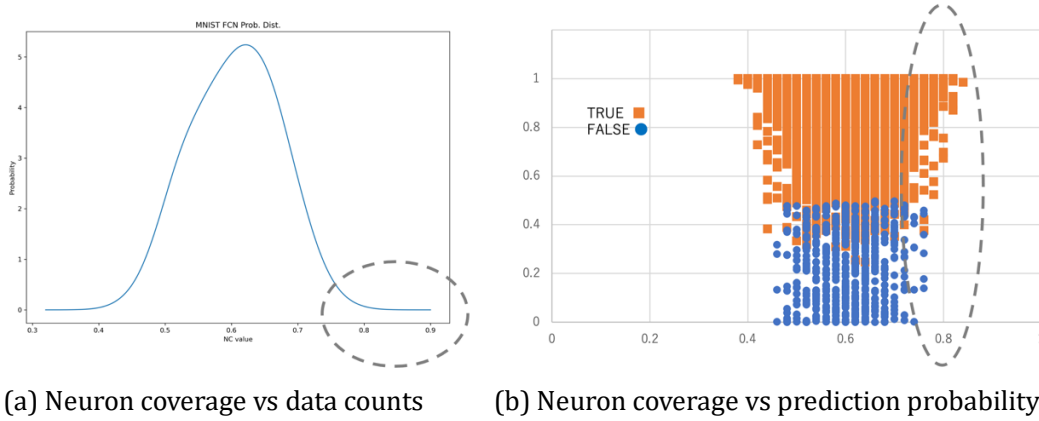 MNIST FCN Prob. Dist.
5
4
3
2
1
0
Probability
0.3 0.4 0.5 0.6 0.7 0.8 0.9
NC value
1
0.8
0.6
0.4
0.2
0
0 0.2 0.4 0.6 0.8
TRUE
FALSE
(a) Neuron coverage vs data counts
(b) Neuron coverage vs prediction probability